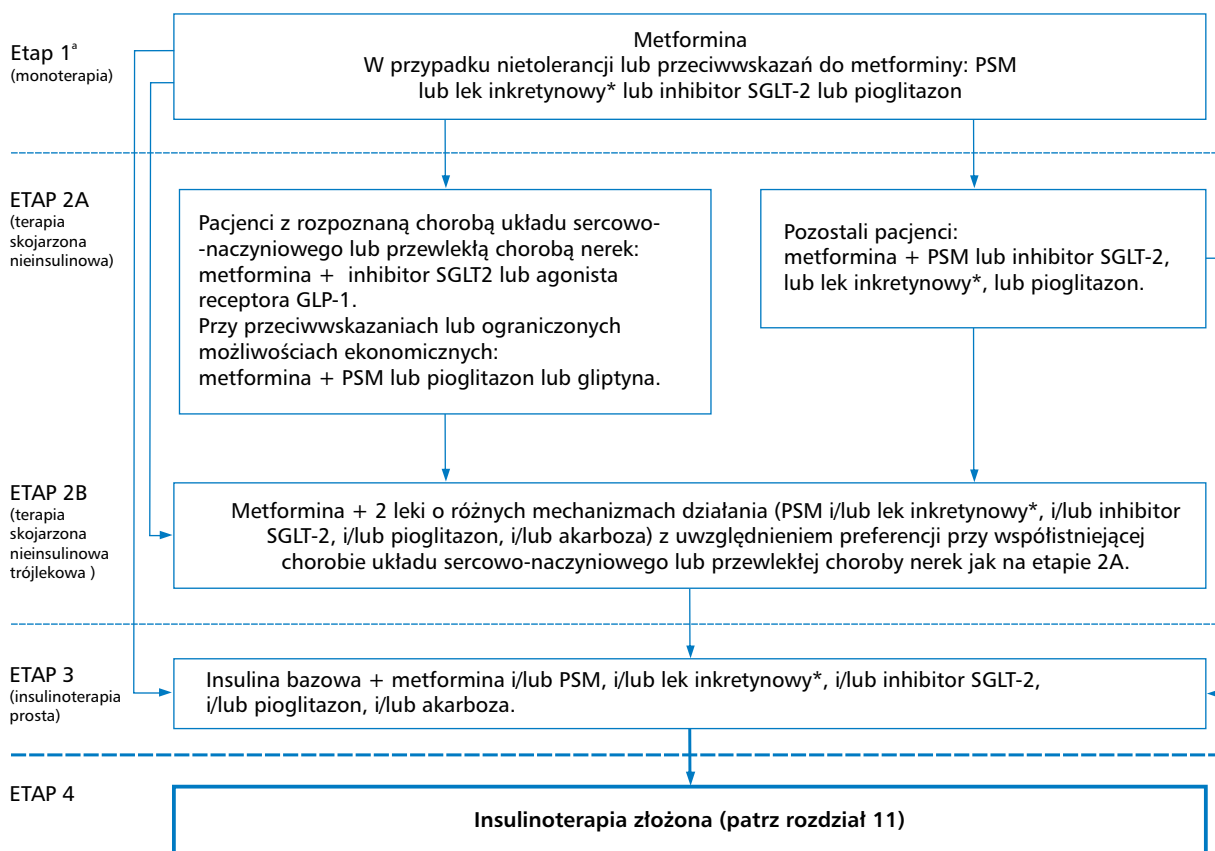 Etap 1ª
(monoterapia)
Metformina
W przypadku nietolerancji lub przeciwwskazań do metforminy: PSM
lub lek inkretynowy* lub inhibitor SGLT-2 lub pioglitazon
ETAP 2A
(terapia
skojarzona
nieinsulinowa)
Pacjenci z rozpoznaną chorobą układu sercowo-
-naczyniowego lub przewlekłą chorobą nerek:
metformina + inhibitor SGLT2 lub agonista
receptora GLP-1.
Przy przeciwwskazaniach lub ograniczonych
możliwościach ekonomicznych:
metformina + PSM lub pioglitazon lub gliptyna.
Pozostali pacjenci:
metformina + PSM lub inhibitor SGLT-2,
lub lek inkretynowy*, lub pioglitazon.
ETAP 2B
(terapia
skojarzona
nieinsulinowa
trójlekowa )
Metformina + 2 leki o różnych mechanizmach działania (PSM i/lub lek inkretynowy*, i/lub inhibitor
SGLT-2, i/lub pioglitazon, i/lub akarboza) z uwzględnieniem preferencji przy współistniejącej
chorobie układu sercowo-naczyniowego lub przewlekłej choroby nerek jak na etapie 2A.
ETAP 3
(insulinoterapia
prosta)
Insulina bazowa + metformina i/lub PSM, i/lub lek inkretynowy*, i/lub inhibitor SGLT-2,
i/lub pioglitazon, i/lub akarboza.
ETAP 4
Insulinoterapia złożona (patrz rozdział 11)